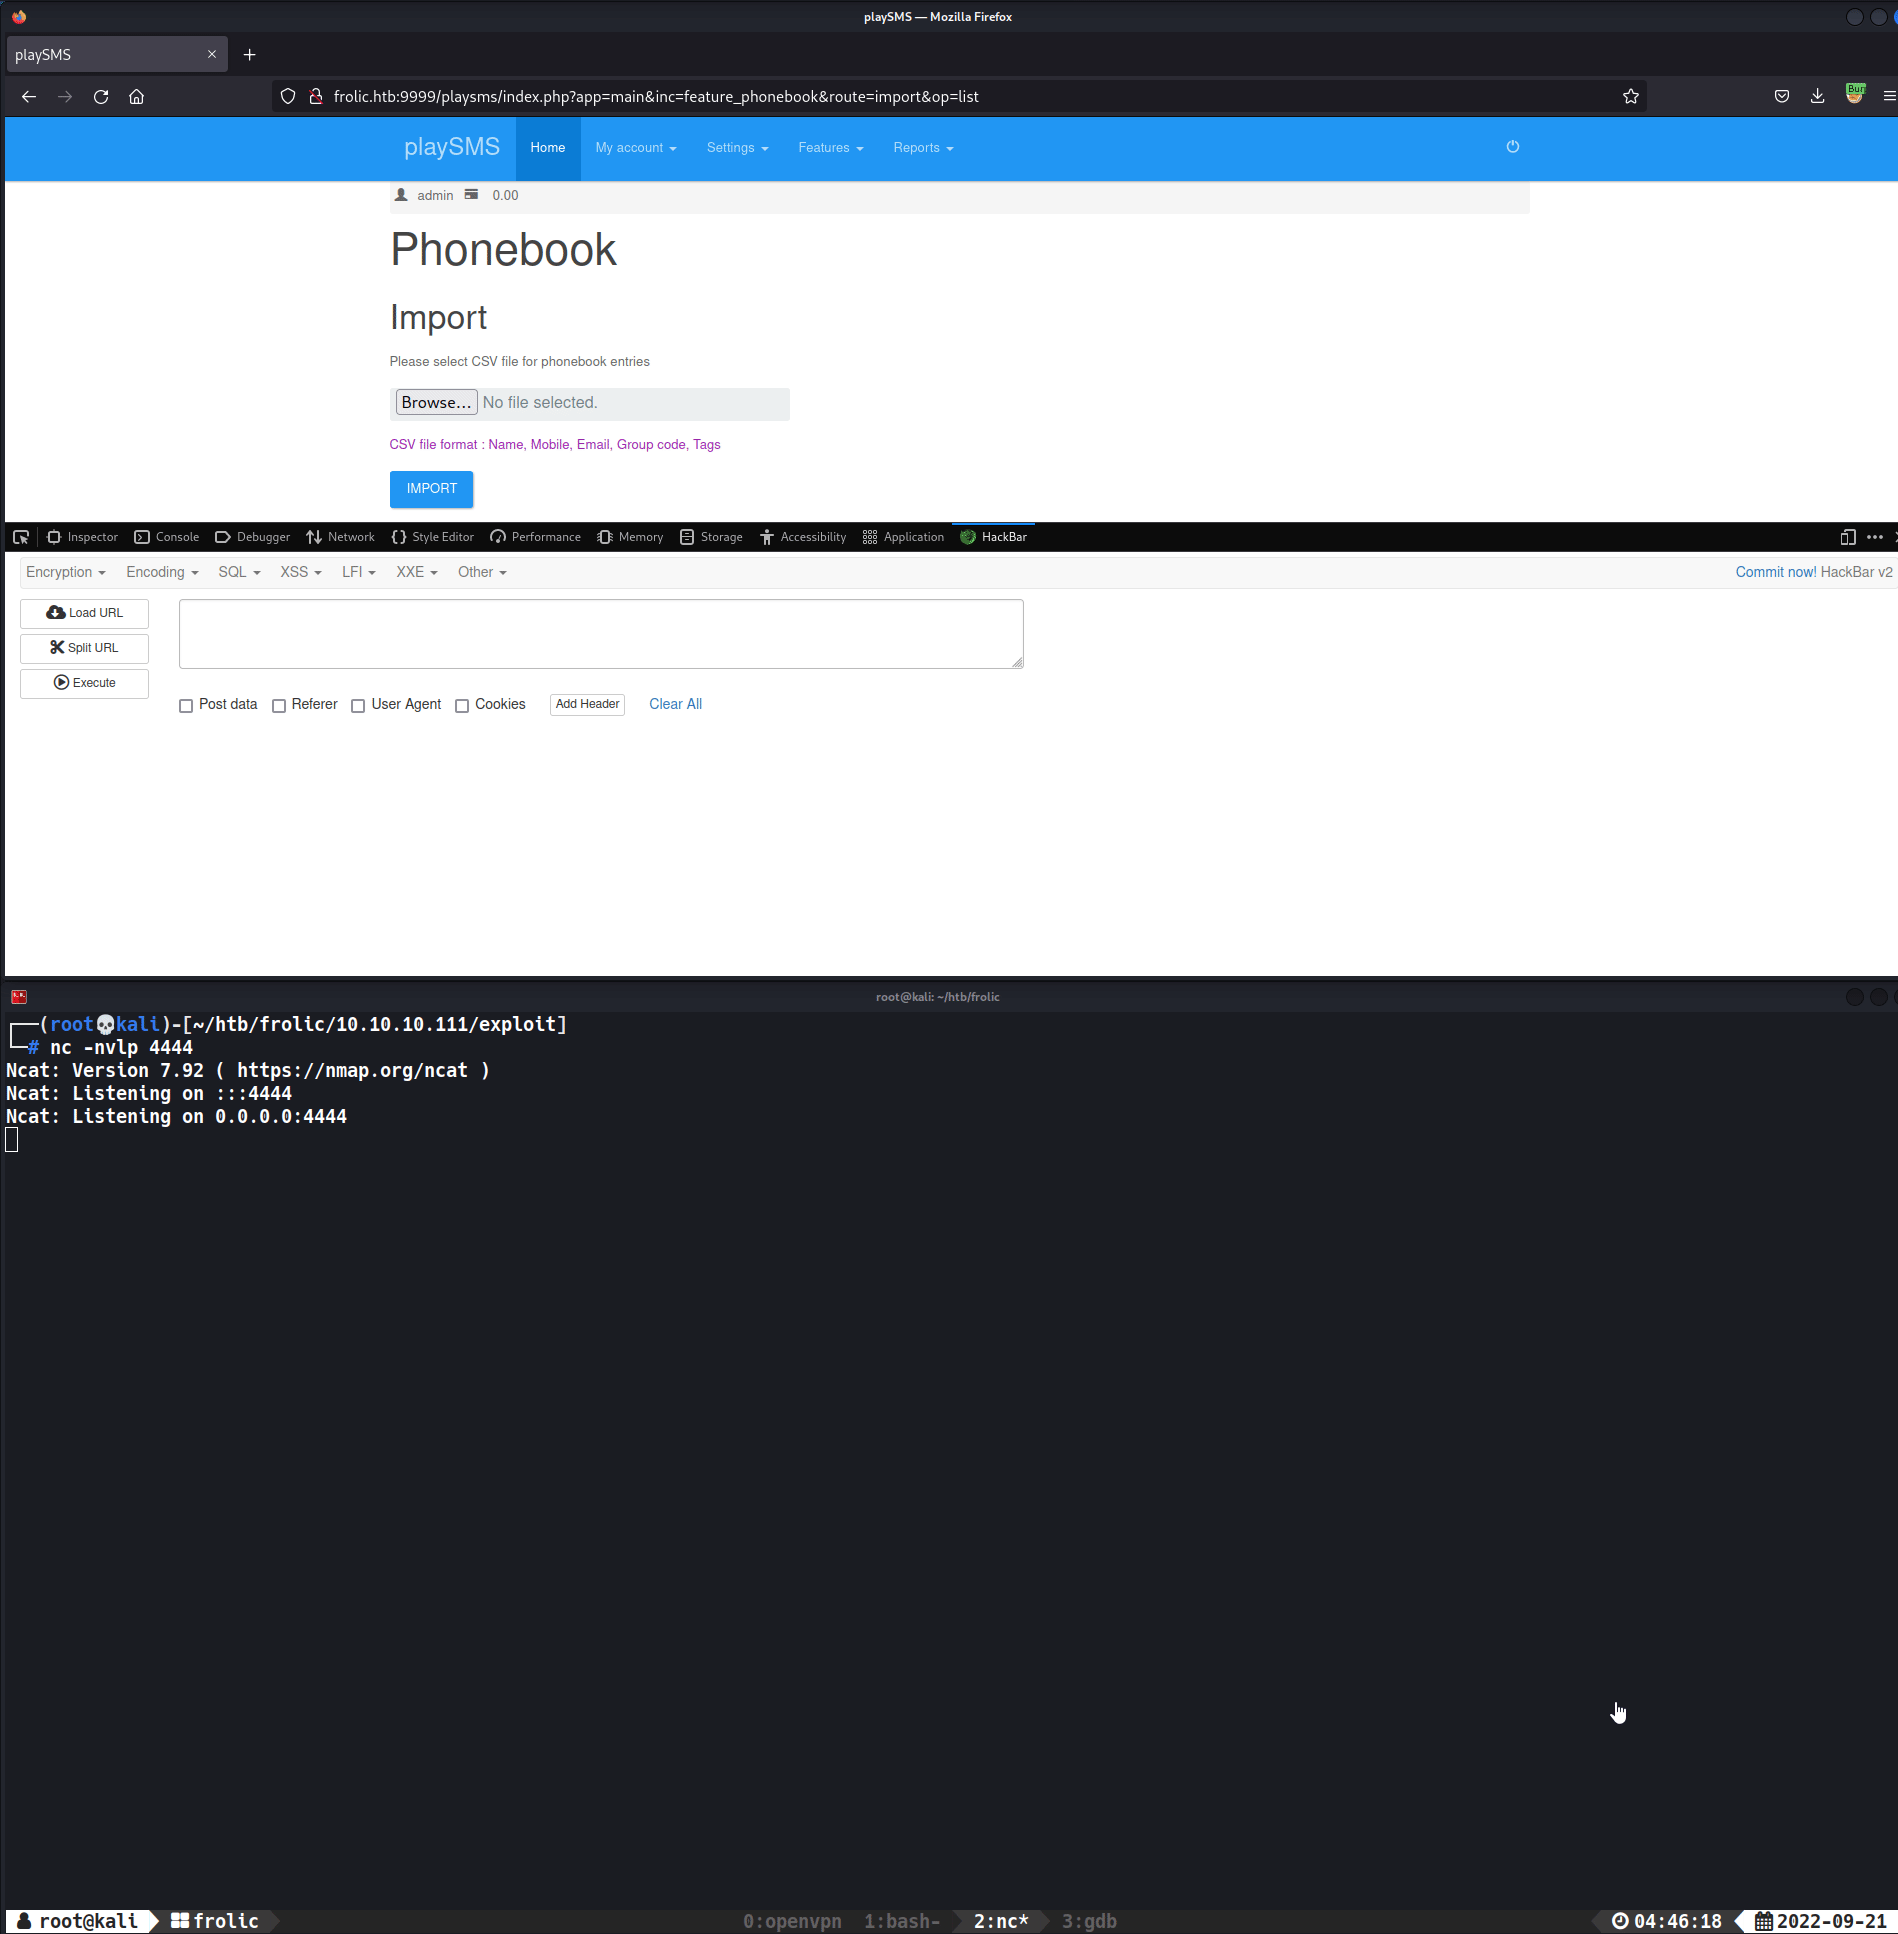 playSMS — Mozilla Firefox
playSMS
frolic.htb:9999/playsms/index.php?app=main&inc=feature_phonebook&route=import&op=list
Bur
playSMS Home My account Settings Features Reports
admin 0.00
Phonebook
Import
Please select CSV file for phonebook entries
Browse... No file selected.
CSV file format : Name, Mobile, Email, Group code, Tags
IMPORT
Inspector Console Debugger Network Style Editor Performance Memory Storage Accessibility Application HackBar
Encryption Encoding SQL XSS LFI XXE Other Commit now! HackBar v2
Load URL
Split URL
Execute
Post data Referer User Agent Cookies Add Header Clear All
root@kali: ~/htb/frolic
(root💀kali)-[~/htb/frolic/10.10.10.111/exploit]
# nc -nvlp 4444
Ncat: Version 7.92 ( https://nmap.org/ncat )
Ncat: Listening on :::4444
Ncat: Listening on 0.0.0.0:4444
root@kali frolic 0:openvpn 1:bash- 2:nc* 3:gdb 04:46:18 2022-09-21